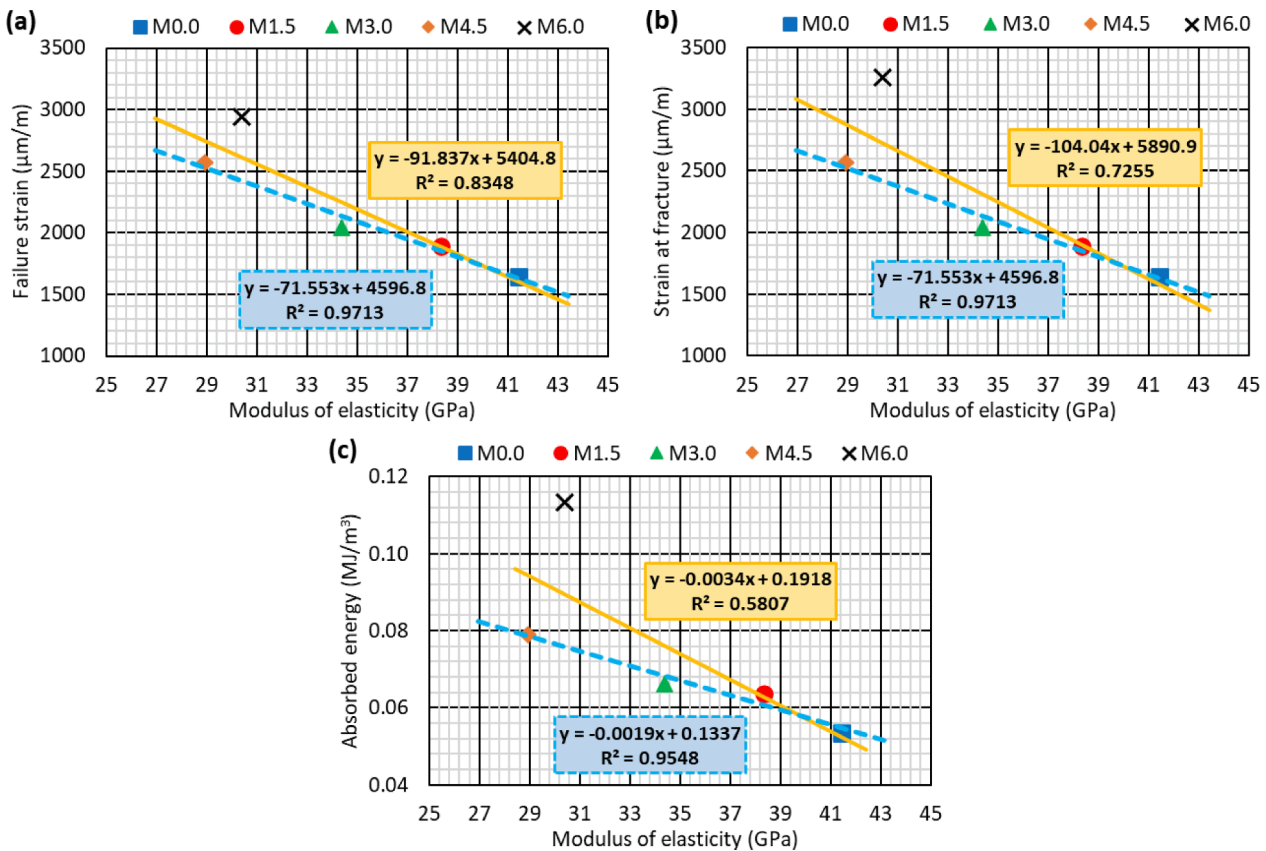 (a)
M0.0 M1.5 M3.0 M4.5 M6.0
Failure strain (µm/m)
3500
3000
2500
2000
1500
1000
y = -91.837x + 5404.8
R² = 0.8348
y = -71.553x + 4596.8
R² = 0.9713
25 27 29 31 33 35 37 39 41 43 45
Modulus of elasticity (GPa)
(b)
M0.0 M1.5 M3.0 M4.5 M6.0
Strain at fracture (µm/m)
3500
3000
2500
2000
1500
1000
y = -104.04x + 5890.9
R² = 0.7255
y = -71.553x + 4596.8
R² = 0.9713
25 27 29 31 33 35 37 39 41 43 45
Modulus of elasticity (GPa)
(c)
M0.0 M1.5 M3.0 M4.5 M6.0
Absorbed energy (MJ/m³)
0.12
0.10
0.08
0.06
0.04
y = -0.0034x + 0.1918
R² = 0.5807
y = -0.0019x + 0.1337
R² = 0.9548
25 27 29 31 33 35 37 39 41 43 45
Modulus of elasticity (GPa)